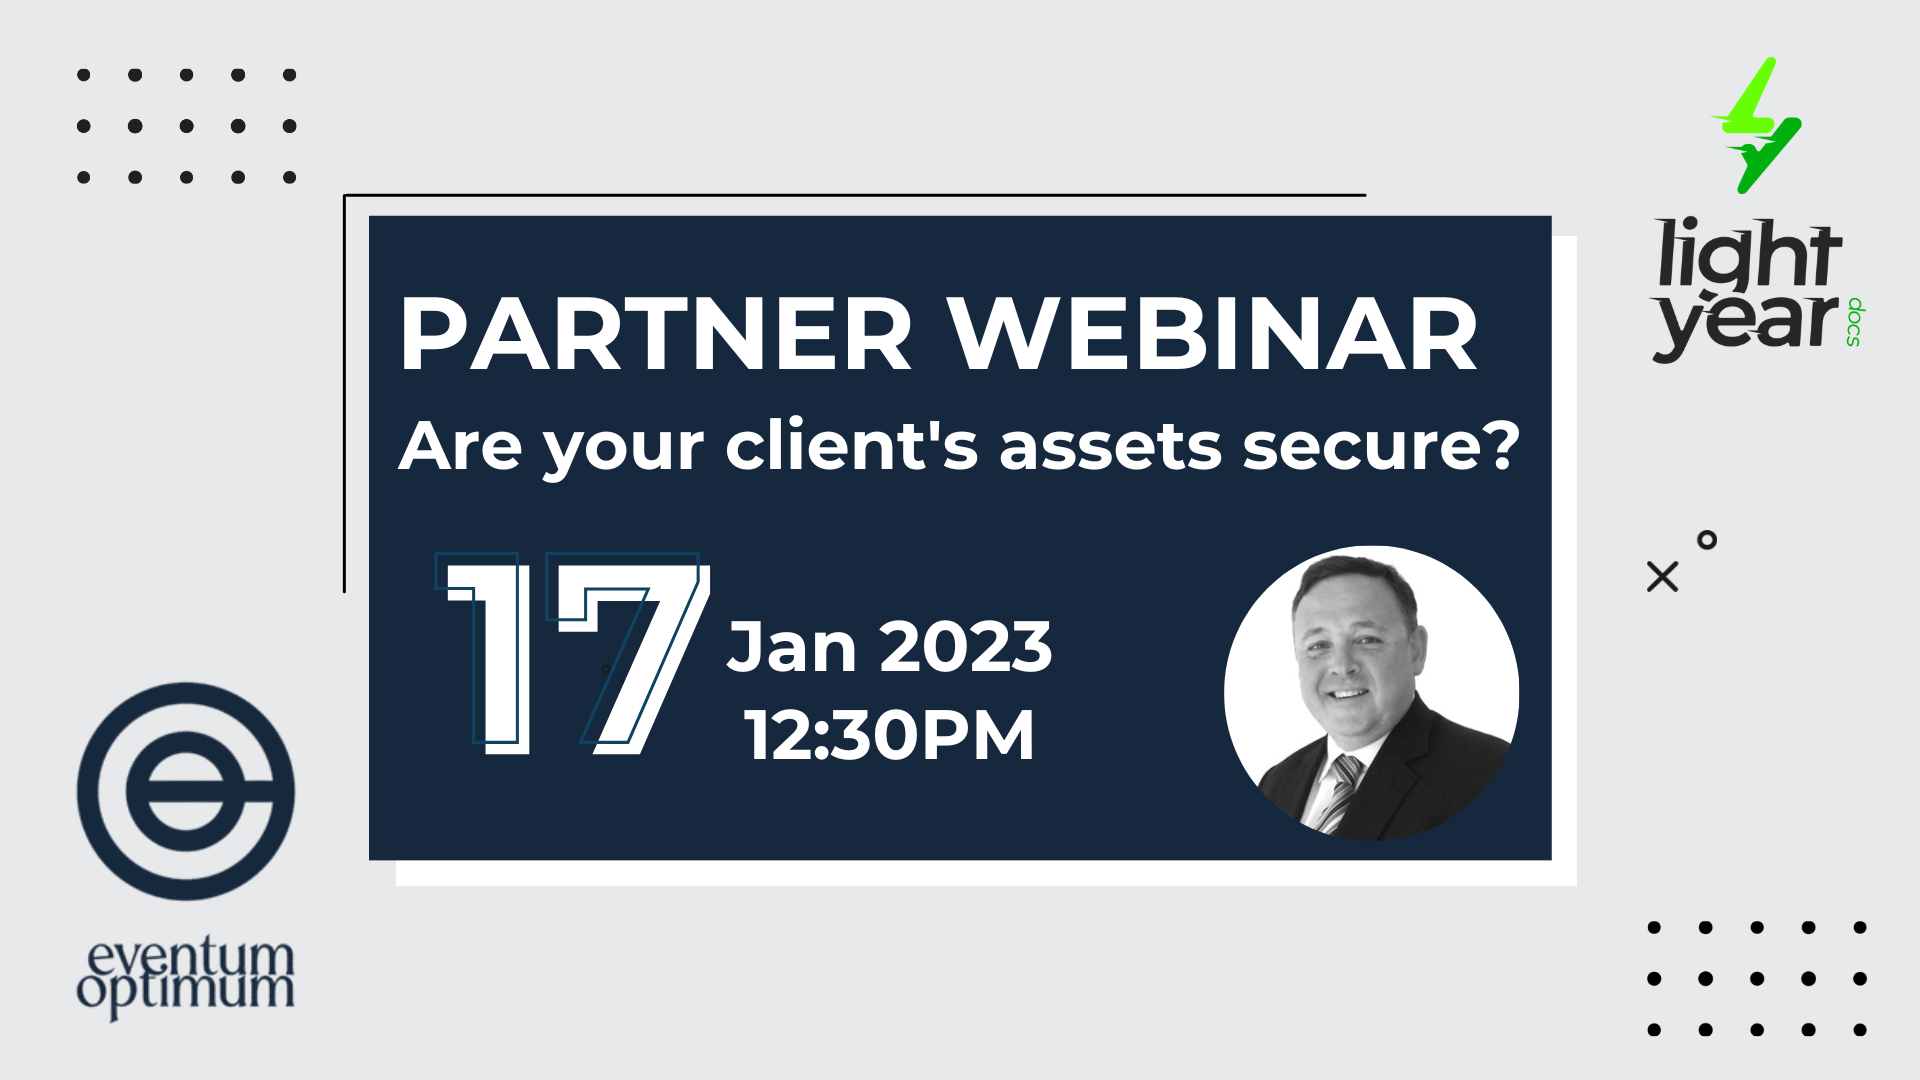 light
year
docs
PARTNER WEBINAR
Are your client's assets secure?
17
Jan 2023
12:30PM
eventum
optimum